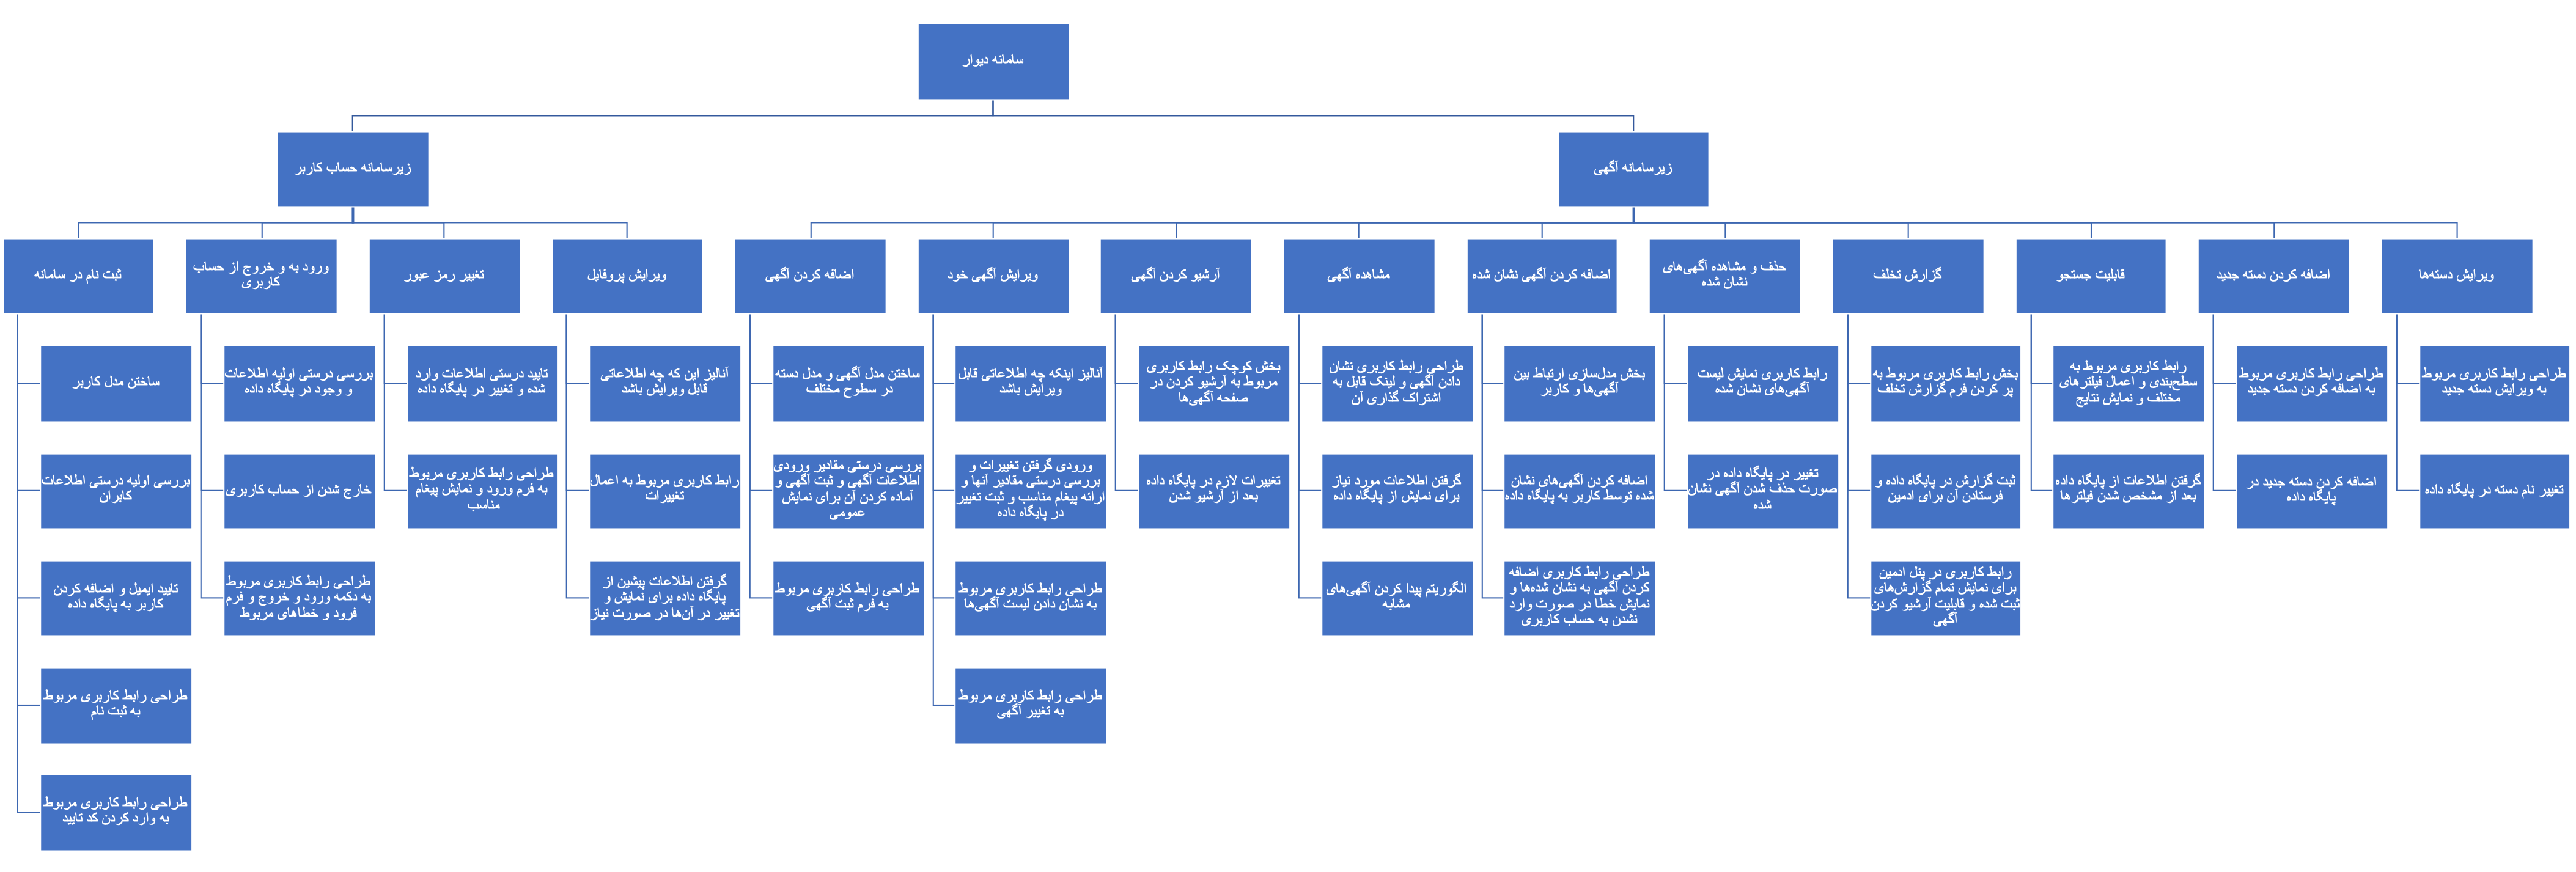 سامانه دیوار
زیرسامانه حساب کاربر
زیرسامانه آگهی
ثبت نام در سامانه
ورود به و خروج از حساب
کاربری
تغییر رمز عبور
ویرایش پروفایل
اضافه کردن آگهی
ویرایش آگهی خود
آرشیو کردن آگهی
مشاهده آگهی
اضافه کردن آگهی نشان شده
حذف و مشاهده آگهی‌های
نشان شده
گزارش تخلف
قابلیت جستجو
اضافه کردن دسته جدید
ویرایش دسته‌ها
ساختن مدل کاربر
بررسی اولیه درستی اطلاعات
کابران
تایید ایمیل و اضافه کردن
کاربر به پایگاه داده
طراحی رابط کاربری مربوط
به ثبت نام
طراحی رابط کاربری مربوط
به وارد کردن کد تایید
بررسی درستی اولیه اطلاعات
و وجود در پایگاه داده
خارج شدن از حساب کاربری
طراحی رابط کاربری مربوط
به دکمه ورود و خروج و فرم
فرود و خطاهای مربوط
تایید درستی اطلاعات وارد
شده و تغییر در پایگاه داده
طراحی رابط کاربری مربوط
به فرم ورود و نمایش پیغام
مناسب
آنالیز این که چه اطلاعاتی
قابل ویرایش باشد
رابط کاربری مربوط به اعمال
تغییرات
گرفتن اطلاعات پیشین از
پایگاه داده برای نمایش و
تغییر در آن‌ها در صورت نیاز
ساختن مدل آگهی و مدل دسته
در سطوح مختلف
بررسی درستی مقادیر ورودی
اطلاعات آگهی و ثبت آگهی و
آماده کردن آن برای نمایش
عمومی
طراحی رابط کاربری مربوط
به فرم ثبت آگهی
آنالیز اینکه چه اطلاعاتی قابل
ویرایش باشد
ورودی گرفتن تغییرات و
بررسی درستی مقادیر آنها و
ارائه پیغام مناسب و ثبت تغییر
در پایگاه داده
طراحی رابط کاربری مربوط
به نشان دادن لیست آگهی‌ها
طراحی رابط کاربری مربوط
به تغییر آگهی
بخش کوچک رابط کاربری
مربوط به آرشیو کردن در
صفحه آگهی‌ها
تغییرات لازم در پایگاه داده
بعد از آرشیو شدن
طراحی رابط کاربری نشان
دادن آگهی و لینک قابل به
اشتراک گذاری آن
گرفتن اطلاعات مورد نیاز
برای نمایش از پایگاه داده
الگوریتم پیدا کردن آگهی‌های
مشابه
بخش مدل‌سازی ارتباط بین
آگهی‌ها و کاربر
اضافه کردن آگهی‌های نشان
شده توسط کاربر به پایگاه داده
طراحی رابط کاربری اضافه
کردن آگهی به نشان شده‌ها و
نمایش خطا در صورت وارد
نشدن به حساب کاربری
رابط کاربری نمایش لیست
آگهی‌های نشان شده
تغییر در پایگاه داده در
صورت حذف شدن آگهی نشان
شده
بخش رابط کاربری مربوط به
پر کردن فرم گزارش تخلف
ثبت گزارش در پایگاه داده و
فرستادن آن برای ادمین
رابط کاربری در پنل ادمین
برای نمایش تمام گزارش‌های
ثبت شده و قابلیت آرشیو کردن
آگهی
رابط کاربری مربوط به
سطح‌بندی و اعمال فیلترهای
مختلف و نمایش نتایج
گرفتن اطلاعات از پایگاه داده
بعد از مشخص شدن فیلترها
طراحی رابط کاربری مربوط
به اضافه کردن دسته جدید
اضافه کردن دسته جدید در
پایگاه داده
طراحی رابط کاربری مربوط
به ویرایش دسته جدید
تغییر نام دسته در پایگاه داده